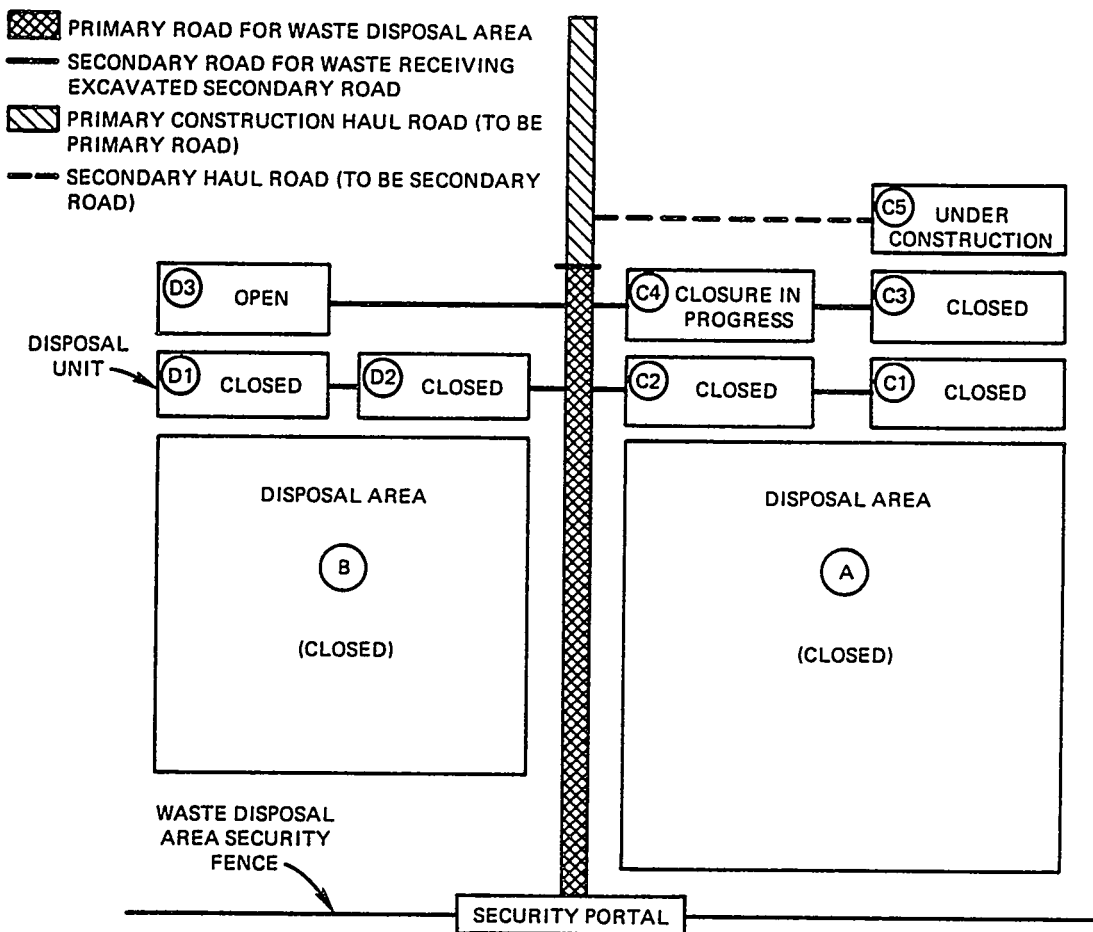 PRIMARY ROAD FOR WASTE DISPOSAL AREA
SECONDARY ROAD FOR WASTE RECEIVING
EXCAVATED SECONDARY ROAD
PRIMARY CONSTRUCTION HAUL ROAD (TO BE
PRIMARY ROAD)
SECONDARY HAUL ROAD (TO BE SECONDARY
ROAD)
C5
UNDER
CONSTRUCTION
D3
OPEN
C4
CLOSURE IN
PROGRESS
C3
CLOSED
DISPOSAL
UNIT
D1
CLOSED
D2
CLOSED
C2
CLOSED
C1
CLOSED
DISPOSAL AREA
B
(CLOSED)
DISPOSAL AREA
A
(CLOSED)
WASTE DISPOSAL
AREA SECURITY
FENCE
SECURITY PORTAL